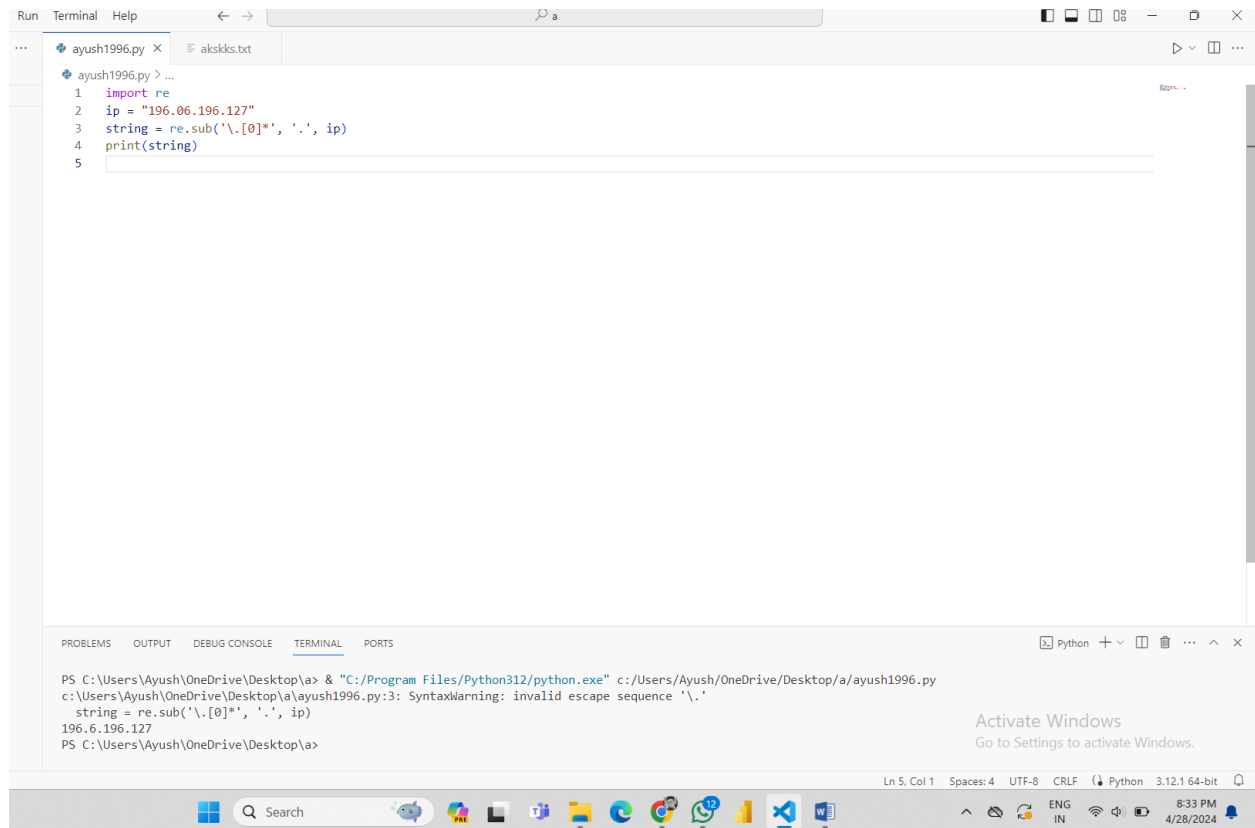 Run Terminal Help
a
ayush1996.py
akskks.txt
ayush1996.py > ...
1 import re
2 ip = "196.06.196.127"
3 string = re.sub('\.[0]*', '.', ip)
4 print(string)
5
PROBLEMS OUTPUT DEBUG CONSOLE TERMINAL PORTS
Python
PS C:\Users\Ayush\OneDrive\Desktop\a> & "C:/Program Files/Python312/python.exe" c:/Users/Ayush/OneDrive/Desktop/a/ayush1996.py
c:\Users\Ayush\OneDrive\Desktop\a\ayush1996.py:3: SyntaxWarning: invalid escape sequence '\.'
string = re.sub('\.[0]*', '.', ip)
196.6.196.127
PS C:\Users\Ayush\OneDrive\Desktop\a>
Activate Windows
Go to Settings to activate Windows.
Ln 5, Col 1 Spaces: 4 UTF-8 CRLF Python 3.12.1 64-bit
Search
PRE
12
ENG
IN
8:33 PM
4/28/2024